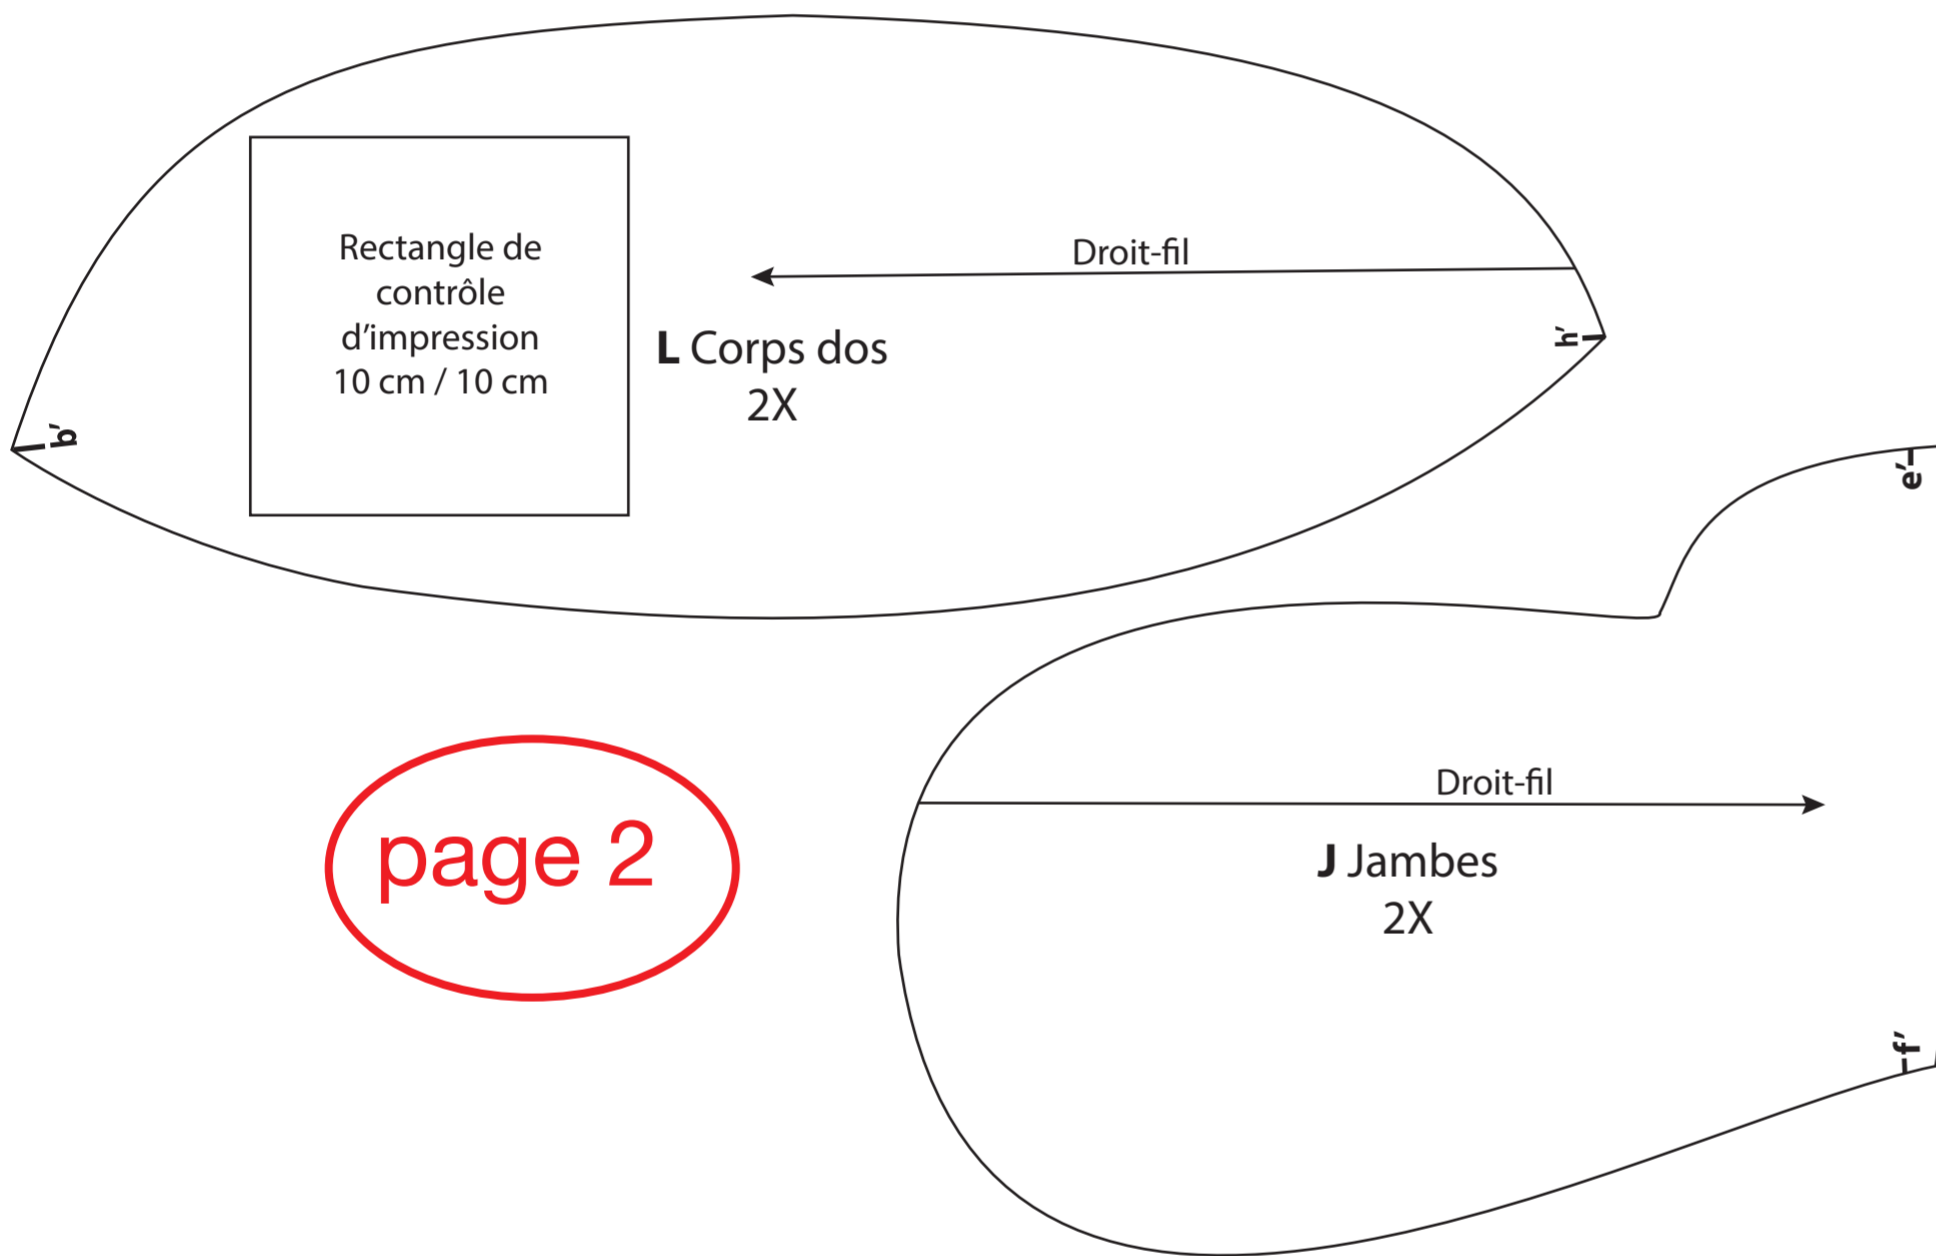 Rectangle de
contrôle
d’impression
10 cm / 10 cm
Droit-fil
L Corps dos
2X
b’
h’
e’
page 2
Droit-fil
J Jambes
2X
f’